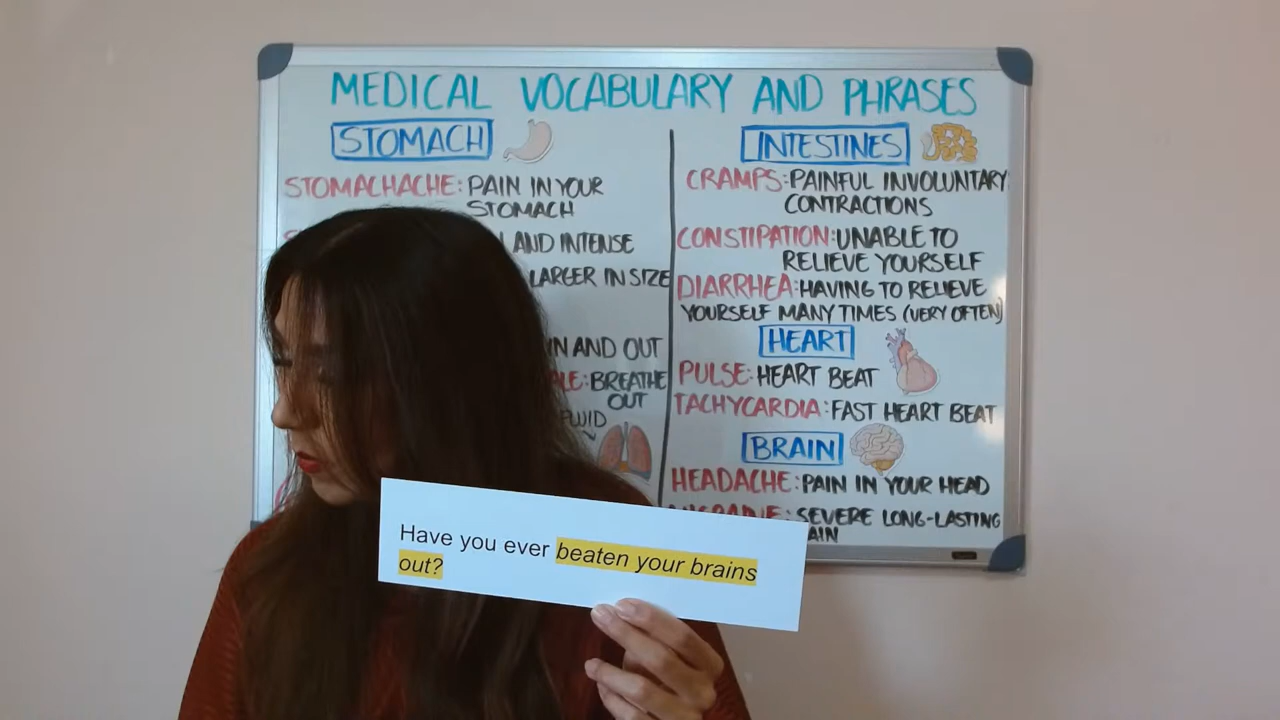 MEDICAL VOCABULARY AND PHRASES
STOMACH
STOMACHACHE: PAIN IN YOUR
STOMACH
AND INTENSE
LARGER IN SIZE
IN AND OUT
BREATHE
OUT
FLUID
INTESTINES
CRAMPS: PAINFUL INVOLUNTARY
CONTRACTIONS
CONSTIPATION: UNABLE TO
RELIEVE YOURSELF
DIARRHEA: HAVING TO RELIEVE
YOURSELF MANY TIMES (VERY OFTEN)
HEART
PULSE: HEART BEAT
TACHYCARDIA: FAST HEART BEAT
BRAIN
HEADACHE: PAIN IN YOUR HEAD
MIGRAINE: SEVERE LONG-LASTING
Have you ever beaten your brains
out?